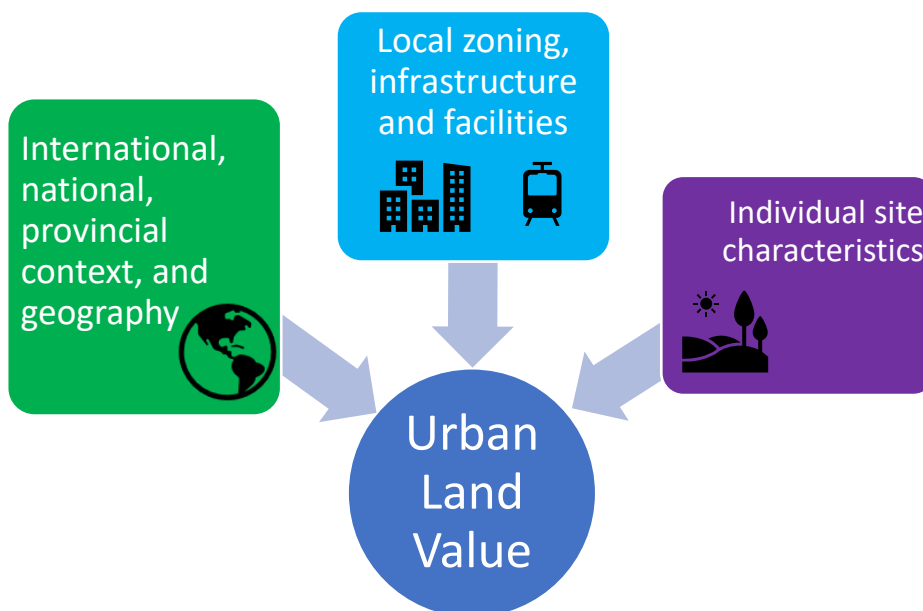 International,
national,
provincial
context, and
geography
Local zoning,
infrastructure
and facilities
Individual site
characteristics
Urban
Land
Value